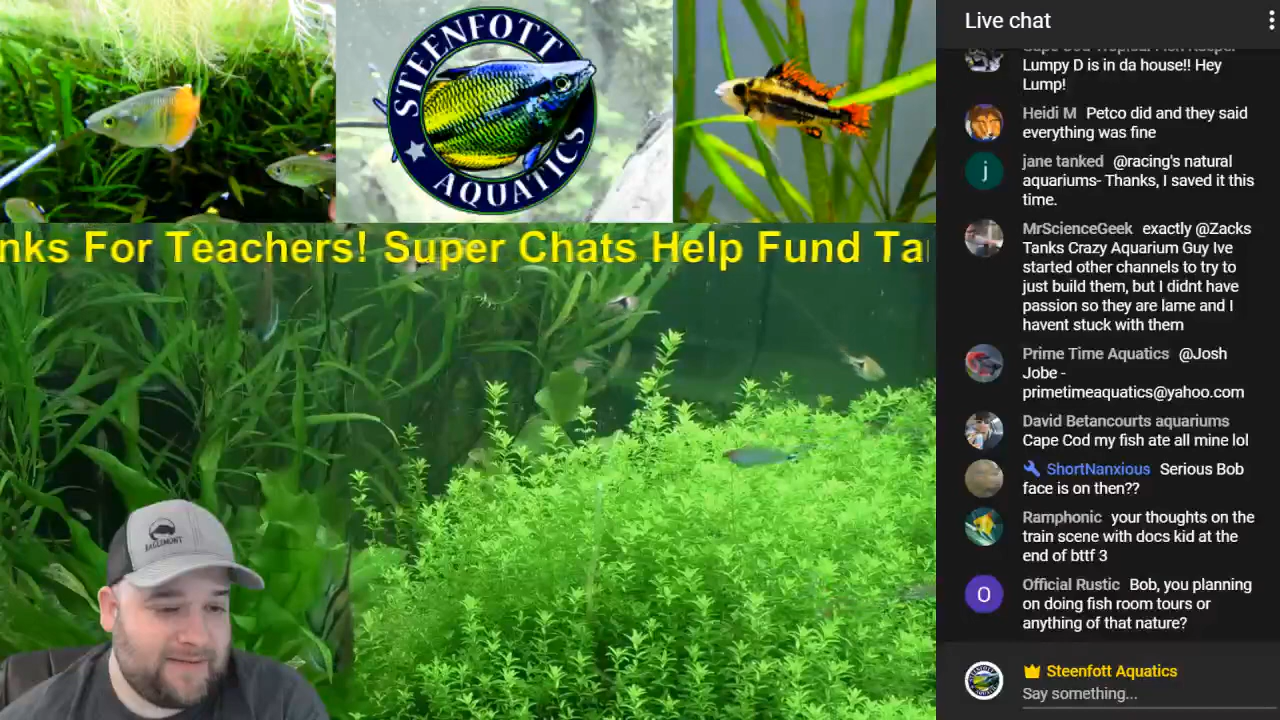 STEENFOTT
AQUATICS
nks For Teachers! Super Chats Help Fund Ta
EAGLEMONT
Live chat
Cape Cod Tropical Fish Keeper
Lumpy D is in da house!! Hey
Lump!
Heidi M Petco did and they said
everything was fine
jane tanked @racing's natural
aquariums- Thanks, I saved it this
time.
MrScienceGeek exactly @Zacks
Tanks Crazy Aquarium Guy Ive
started other channels to try to
just build them, but I didnt have
passion so they are lame and I
havent stuck with them
Prime Time Aquatics @Josh
Jobe -
primetimeaquatics@yahoo.com
David Betancourts aquariums
Cape Cod my fish ate all mine lol
ShortNanxious Serious Bob
face is on then??
Ramphonic your thoughts on the
train scene with docs kid at the
end of bttf 3
O Official Rustic Bob, you planning
on doing fish room tours or
anything of that nature?
Steenfott Aquatics
Say something...